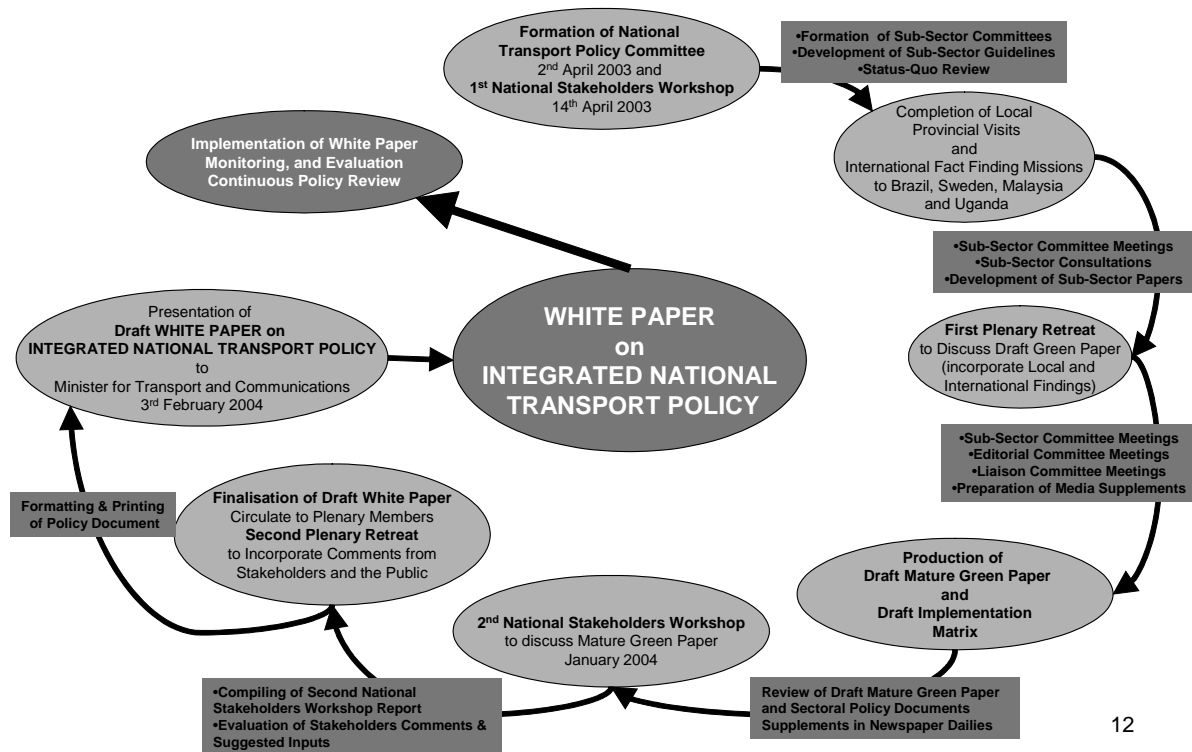 Formation of National
Transport Policy Committee
2nd April 2003 and
1st National Stakeholders Workshop
14th April 2003
•Formation of Sub-Sector Committees
•Development of Sub-Sector Guidelines
•Status-Quo Review
Completion of Local
Provincial Visits
and
International Fact Finding Missions
to Brazil, Sweden, Malaysia
and Uganda
•Sub-Sector Committee Meetings
•Sub-Sector Consultations
•Development of Sub-Sector Papers
First Plenary Retreat
to Discuss Draft Green Paper
(incorporate Local and
International Findings)
•Sub-Sector Committee Meetings
•Editorial Committee Meetings
•Liaison Committee Meetings
•Preparation of Media Supplements
Production of
Draft Mature Green Paper
and
Draft Implementation
Matrix
Review of Draft Mature Green Paper
and Sectoral Policy Documents
Supplements in Newspaper Dailies
2nd National Stakeholders Workshop
to discuss Mature Green Paper
January 2004
•Compiling of Second National
Stakeholders Workshop Report
•Evaluation of Stakeholders Comments &
Suggested Inputs
Finalisation of Draft White Paper
Circulate to Plenary Members
Second Plenary Retreat
to Incorporate Comments from
Stakeholders and the Public
Formatting & Printing
of Policy Document
Presentation of
Draft WHITE PAPER on
INTEGRATED NATIONAL TRANSPORT POLICY
to
Minister for Transport and Communications
3rd February 2004
WHITE PAPER
on
INTEGRATED NATIONAL
TRANSPORT POLICY
Implementation of White Paper
Monitoring, and Evaluation
Continuous Policy Review
12